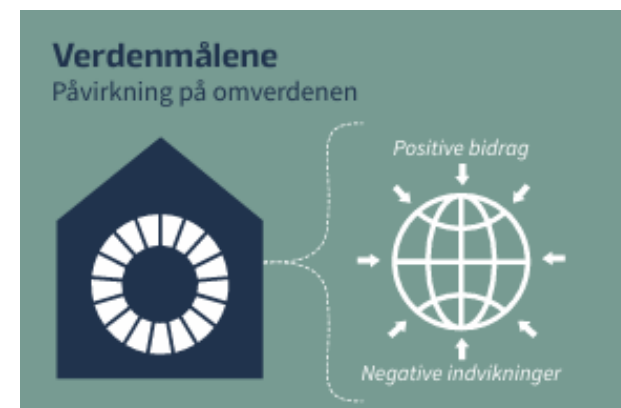 Verdenmålene
Påvirkning på omverdenen
Positive bidrag
Negative indvikninger